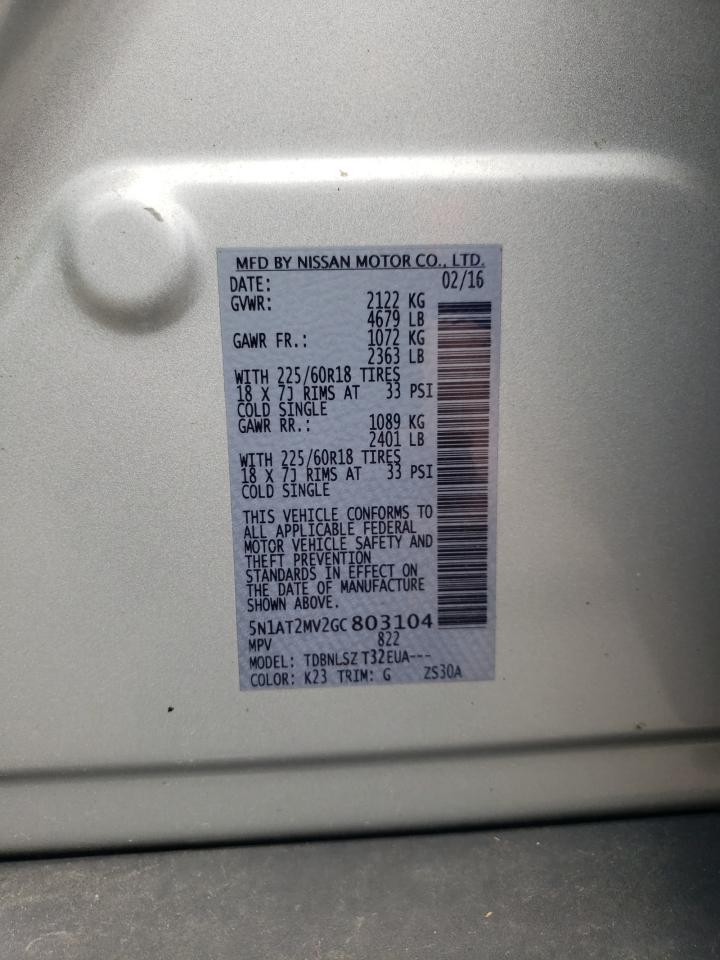 MFD BY NISSAN MOTOR CO., LTD.
DATE: 02/16
GVWR: 2122 KG
4679 LB
GAWR FR.: 1072 KG
2363 LB
WITH 225/60R18 TIRES
18 X 7J RIMS AT 33 PSI
COLD SINGLE
GAWR RR.: 1089 KG
2401 LB
WITH 225/60R18 TIRES
18 X 7J RIMS AT 33 PSI
COLD SINGLE
THIS VEHICLE CONFORMS TO
ALL APPLICABLE FEDERAL
MOTOR VEHICLE SAFETY AND
THEFT PREVENTION
STANDARDS IN EFFECT ON
THE DATE OF MANUFACTURE
SHOWN ABOVE.
5N1AT2MV2GC803104
MPV 822
MODEL: TDBNLSZ T32EUA---
COLOR: K23 TRIM: G ZS30A